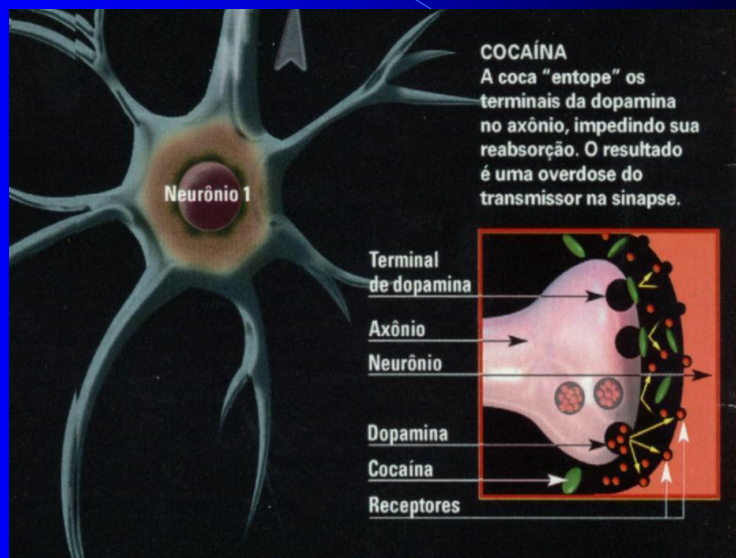 COCAÍNA
A coca “entope” os
terminais da dopamina
no axônio, impedindo sua
reabsorção. O resultado
é uma overdose do
transmissor na sinapse.
Neurônio 1
Terminal
de dopamina
Axônio
Neurônio
Dopamina
Cocaína
Receptores